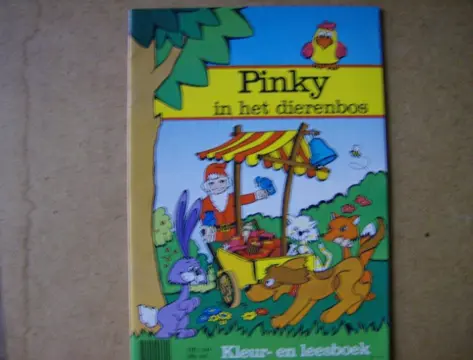 Pinky
in het dierenbos
Kleur- en leesboek